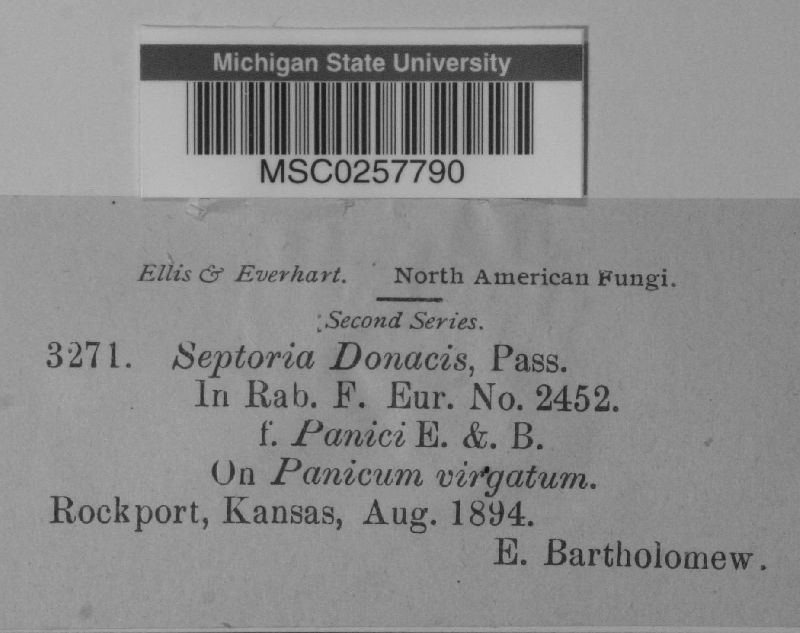 Michigan State University
MSC0257790
Ellis & Everhart. North American Fungi.
Second Series.
3271. Septoria Donacis, Pass.
In Rab. F. Eur. No. 2452.
f. Panici E. &. B.
On Panicum virgatum.
Rockport, Kansas, Aug. 1894.
E. Bartholomew.